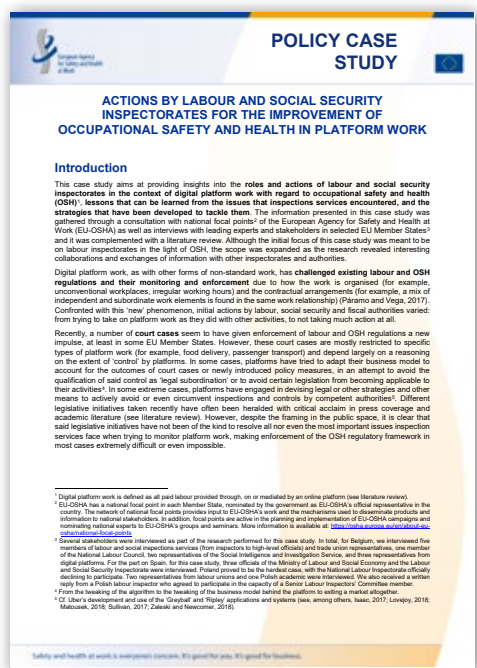 European Agency
for Safety and Health
at Work
POLICY CASE
STUDY
ACTIONS BY LABOUR AND SOCIAL SECURITY
INSPECTORATES FOR THE IMPROVEMENT OF
OCCUPATIONAL SAFETY AND HEALTH IN PLATFORM WORK
Introduction
This case study aims at providing insights into the roles and actions of labour and social security
inspectorates in the context of digital platform work with regard to occupational safety and health
(OSH)¹, lessons that can be learned from the issues that inspections services encountered, and the
strategies that have been developed to tackle them. The information presented in this case study was
gathered through a consultation with national focal points² of the European Agency for Safety and Health at
Work (EU-OSHA) as well as interviews with leading experts and stakeholders in selected EU Member States³
and it was complemented with a literature review. Although the initial focus of this case study was meant to be
on labour inspectorates in the light of OSH, the scope was expanded as the research revealed interesting
collaborations and exchanges of information with other inspectorates and authorities.
Digital platform work, as with other forms of non-standard work, has challenged existing labour and OSH
regulations and their monitoring and enforcement due to how the work is organised (for example,
unconventional workplaces, irregular working hours) and the contractual arrangements (for example, a mix of
independent and subordinate work elements is found in the same work relationship) (Páramo and Vega, 2017).
Confronted with this 'new' phenomenon, initial actions by labour, social security and fiscal authorities varied:
from trying to take on platform work as they did with other activities, to not taking much action at all.
Recently, a number of court cases seem to have given enforcement of labour and OSH regulations a new
impulse, at least in some EU Member States. However, these court cases are mostly restricted to specific
types of platform work (for example, food delivery, passenger transport) and depend largely on a reasoning
on the extent of 'control' by platforms. In some cases, platforms have tried to adapt their business model to
account for the outcomes of court cases or newly introduced policy measures, in an attempt to avoid the
qualification of said control as 'legal subordination' or to avoid certain legislation from becoming applicable to
their activities⁴. In some extreme cases, platforms have engaged in devising legal or other strategies and other
means to actively avoid or even circumvent inspections and controls by competent authorities⁵. Different
legislative initiatives taken recently have often been heralded with critical acclaim in press coverage and
academic literature (see literature review). However, despite the framing in the public space, it is clear that
said legislative initiatives have not been of the kind to resolve all nor even the most important issues inspection
services face when trying to monitor platform work, making enforcement of the OSH regulatory framework in
most cases extremely difficult or even impossible.
¹ Digital platform work is defined as all paid labour provided through, on or mediated by an online platform (see literature review).
² EU-OSHA has a national focal point in each Member State, nominated by the government as EU-OSHA's official representative in the
country. The network of national focal points provides input to EU-OSHA's work and the mechanisms used to disseminate products and
information to national stakeholders. In addition, focal points are active in the planning and implementation of EU-OSHA campaigns and
nominating national experts to EU-OSHA's groups and seminars. More information is available at: https://osha.europa.eu/en/about-eu-
osha/national-focal-points
³ Several stakeholders were interviewed as part of the research performed for this case study. In total, for Belgium, we interviewed five
members of labour and social inspections services (from inspectors to high-level officials) and trade union representatives, one member
of the National Labour Council, two representatives of the Social Intelligence and Investigation Service, and three representatives from
digital platforms. For the part on Spain, for this case study, three officials of the Ministry of Labour and Social Economy and the Labour
and Social Security Inspectorate were interviewed. Poland proved to be the hardest case, with the National Labour Inspectorate officially
declining to participate. Two representatives from labour unions and one Polish academic were interviewed. We also received a written
reply from a Polish labour inspector who agreed to participate in the capacity of a Senior Labour Inspectors' Committee member.
⁴ From the tweaking of the algorithm to the tweaking of the business model behind the platform to exiting a market altogether.
⁵ Cf. Uber's development and use of the 'Greyball' and 'Ripley' applications and systems (see, among others, Isaac, 2017; Lovejoy, 2018;
Matousek, 2018; Sullivan, 2017; Zaleski and Newcomer, 2018).
Safety and health at work is everyone's concern. It's good for you. It's good for business.